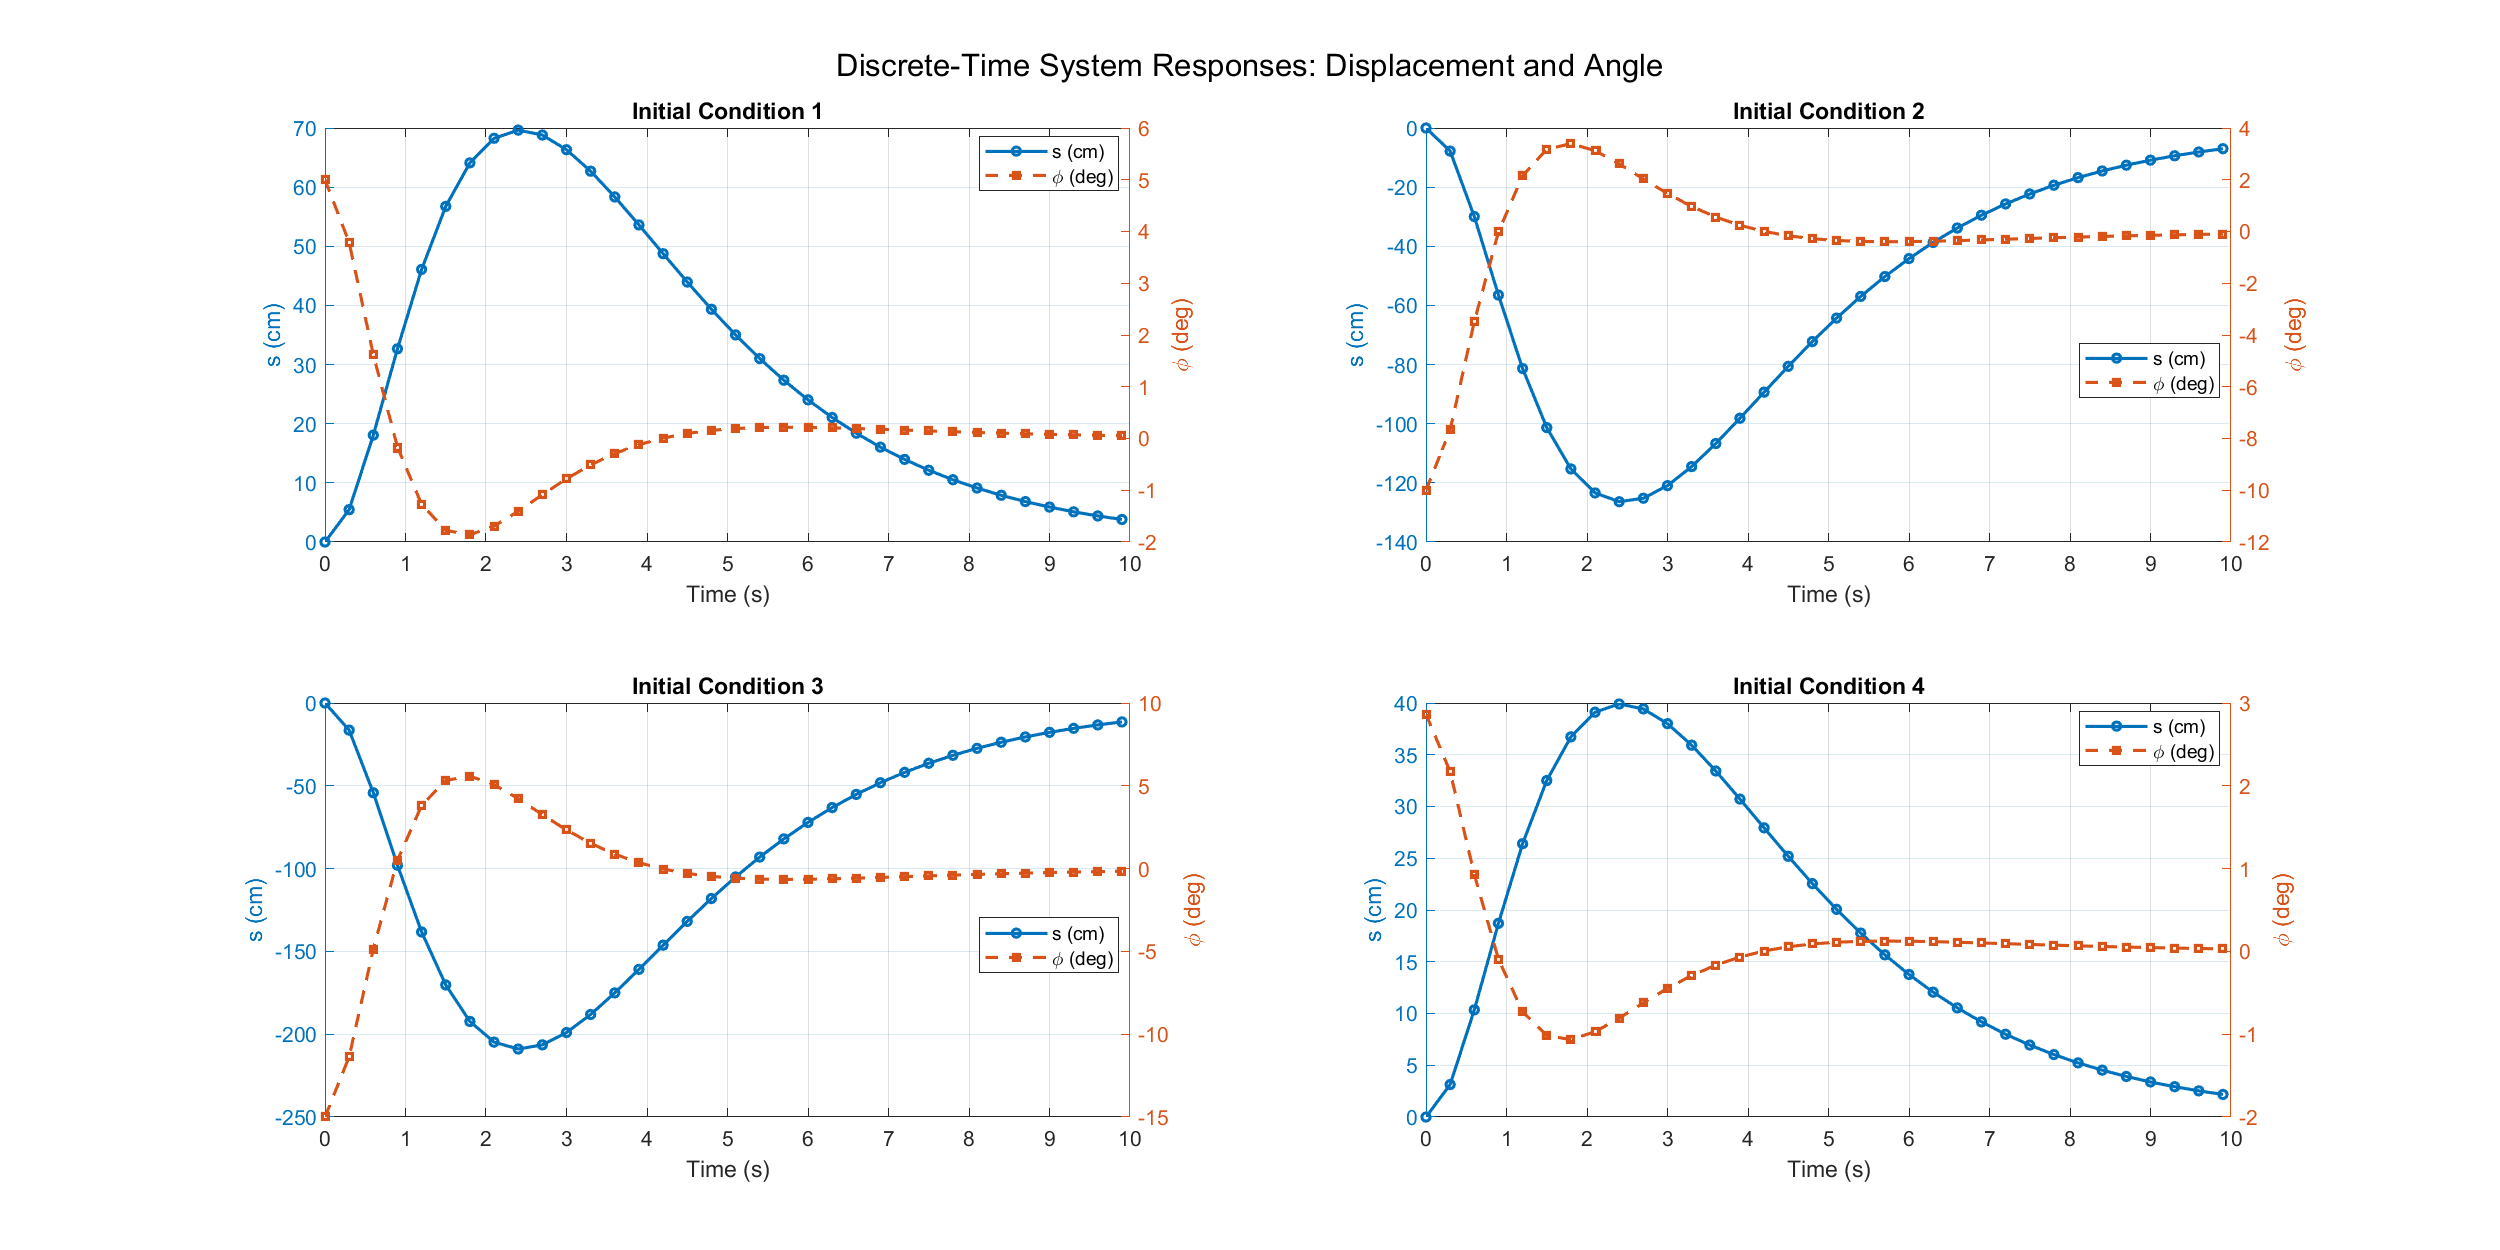 Discrete-Time System Responses: Displacement and Angle
Initial Condition 1
70
60
50
40
30
20
10
0
s (cm)
6
5
4
3
2
1
0
-1
-2
ϕ (deg)
s (cm)
ϕ (deg)
0 1 2 3 4 5 6 7 8 9 10
Time (s)
Initial Condition 2
0
-20
-40
-60
-80
-100
-120
-140
s (cm)
4
2
0
-2
-4
-6
-8
-10
-12
ϕ (deg)
s (cm)
ϕ (deg)
0 1 2 3 4 5 6 7 8 9 10
Time (s)
Initial Condition 3
0
-50
-100
-150
-200
-250
s (cm)
10
5
0
-5
-10
-15
ϕ (deg)
s (cm)
ϕ (deg)
0 1 2 3 4 5 6 7 8 9 10
Time (s)
Initial Condition 4
40
35
30
25
20
15
10
5
0
s (cm)
3
2
1
0
-1
-2
ϕ (deg)
s (cm)
ϕ (deg)
0 1 2 3 4 5 6 7 8 9 10
Time (s)